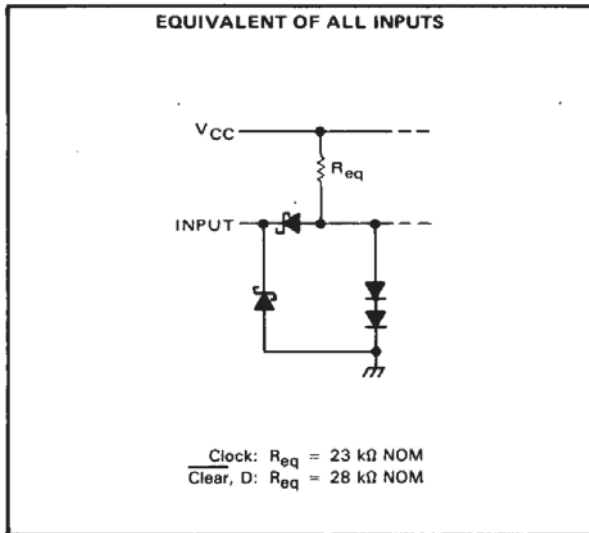 EQUIVALENT OF ALL INPUTS
VCC
Req
INPUT
Clock: Req = 23 kΩ NOM
Clear, D: Req = 28 kΩ NOM